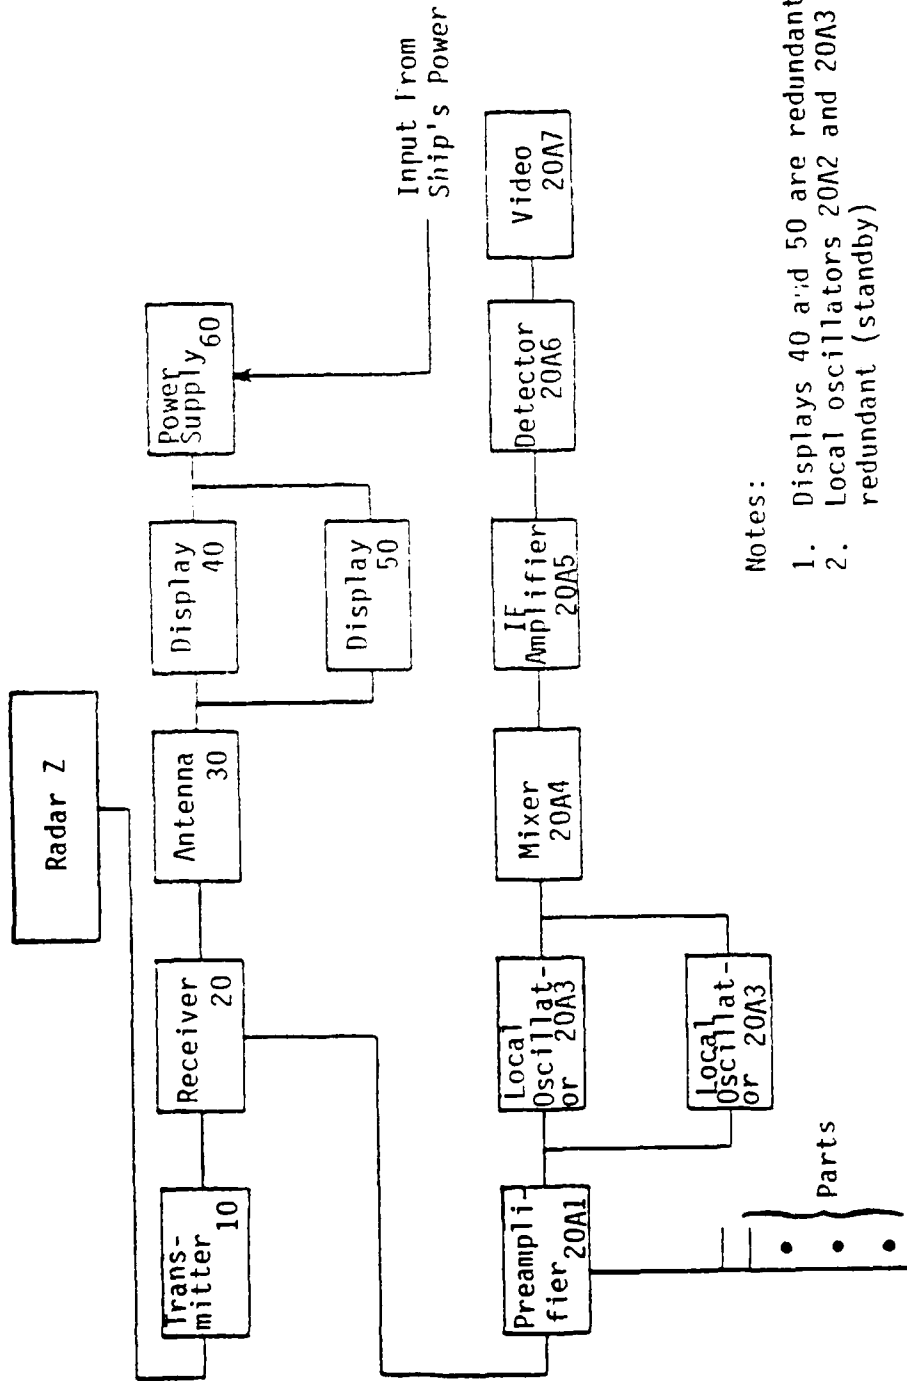 Radar Z
Trans-
mitter
10
Receiver
20
Antenna
30
Display
40
Display
50
Power
Supply
60
Input From
Ship's Power
Preampli-
fier 20A1
Local
Oscillat-
or 20A3
Local
Oscillat-
or 20A3
Mixer
20A4
IF
Amplifier
20A5
Detector
20A6
Video
20A7
Parts
Notes:
1. Displays 40 and 50 are redundant
2. Local oscillators 20A2 and 20A3
redundant (standby)